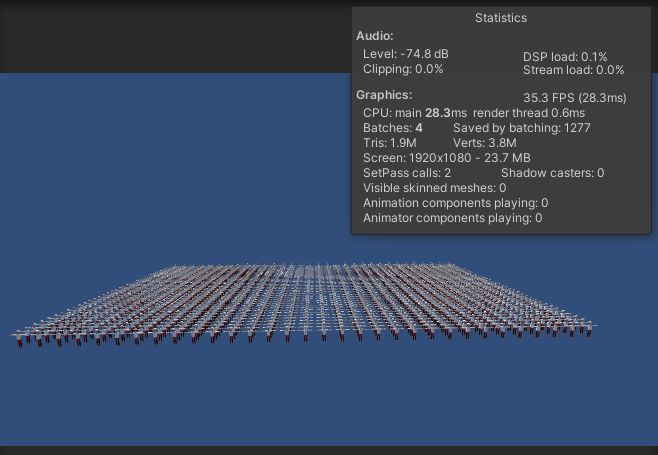 Statistics
Audio:
Level: -74.8 dB DSP load: 0.1%
Clipping: 0.0% Stream load: 0.0%
Graphics: 35.3 FPS (28.3ms)
CPU: main 28.3ms render thread 0.6ms
Batches: 4 Saved by batching: 1277
Tris: 1.9M Verts: 3.8M
Screen: 1920x1080 - 23.7 MB
SetPass calls: 2 Shadow casters: 0
Visible skinned meshes: 0
Animation components playing: 0
Animator components playing: 0